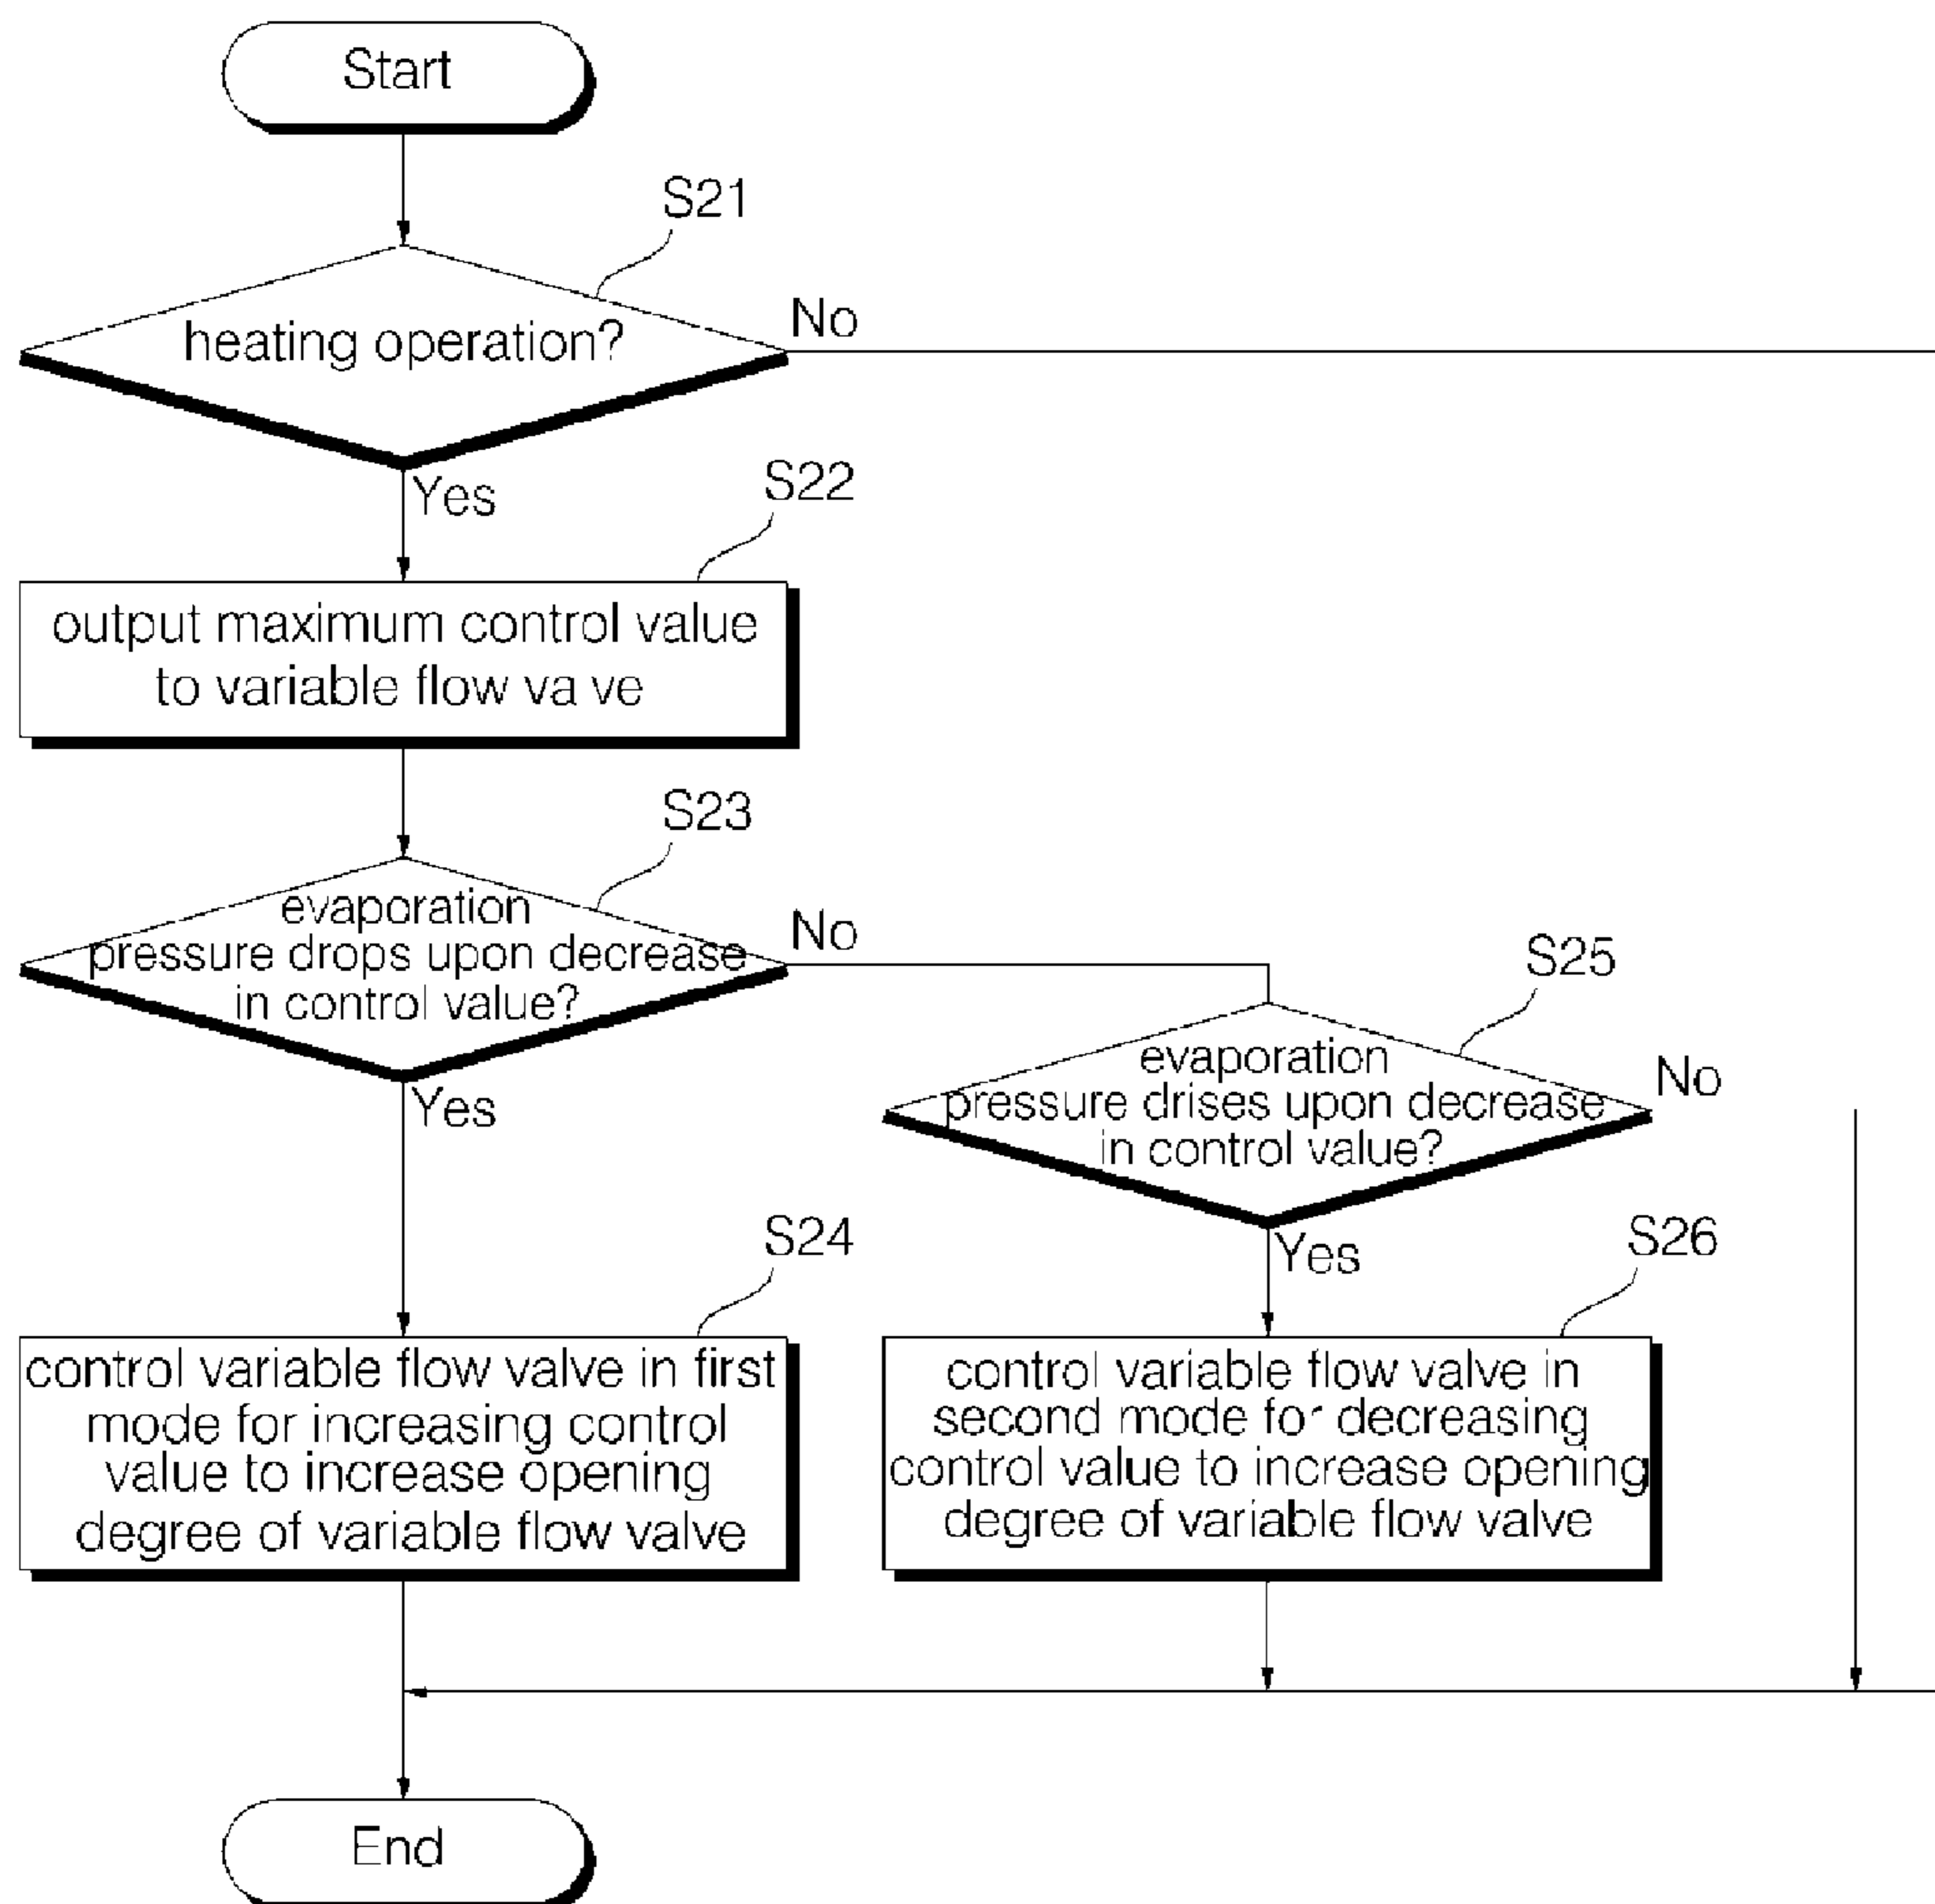 Start
S21
heating operation?
No
Yes
S22
output maximum control value
to variable flow va ve
S23
evaporation
pressure drops upon decrease
in control value?
No
Yes
S25
evaporation
pressure drises upon decrease
in control value?
No
Yes
S24
control variable flow valve in first
mode for increasing control
value to increase opening
degree of variable flow valve
S26
control variable flow valve in
second mode for decreasing
control value to increase opening
degree of variable flow valve
End